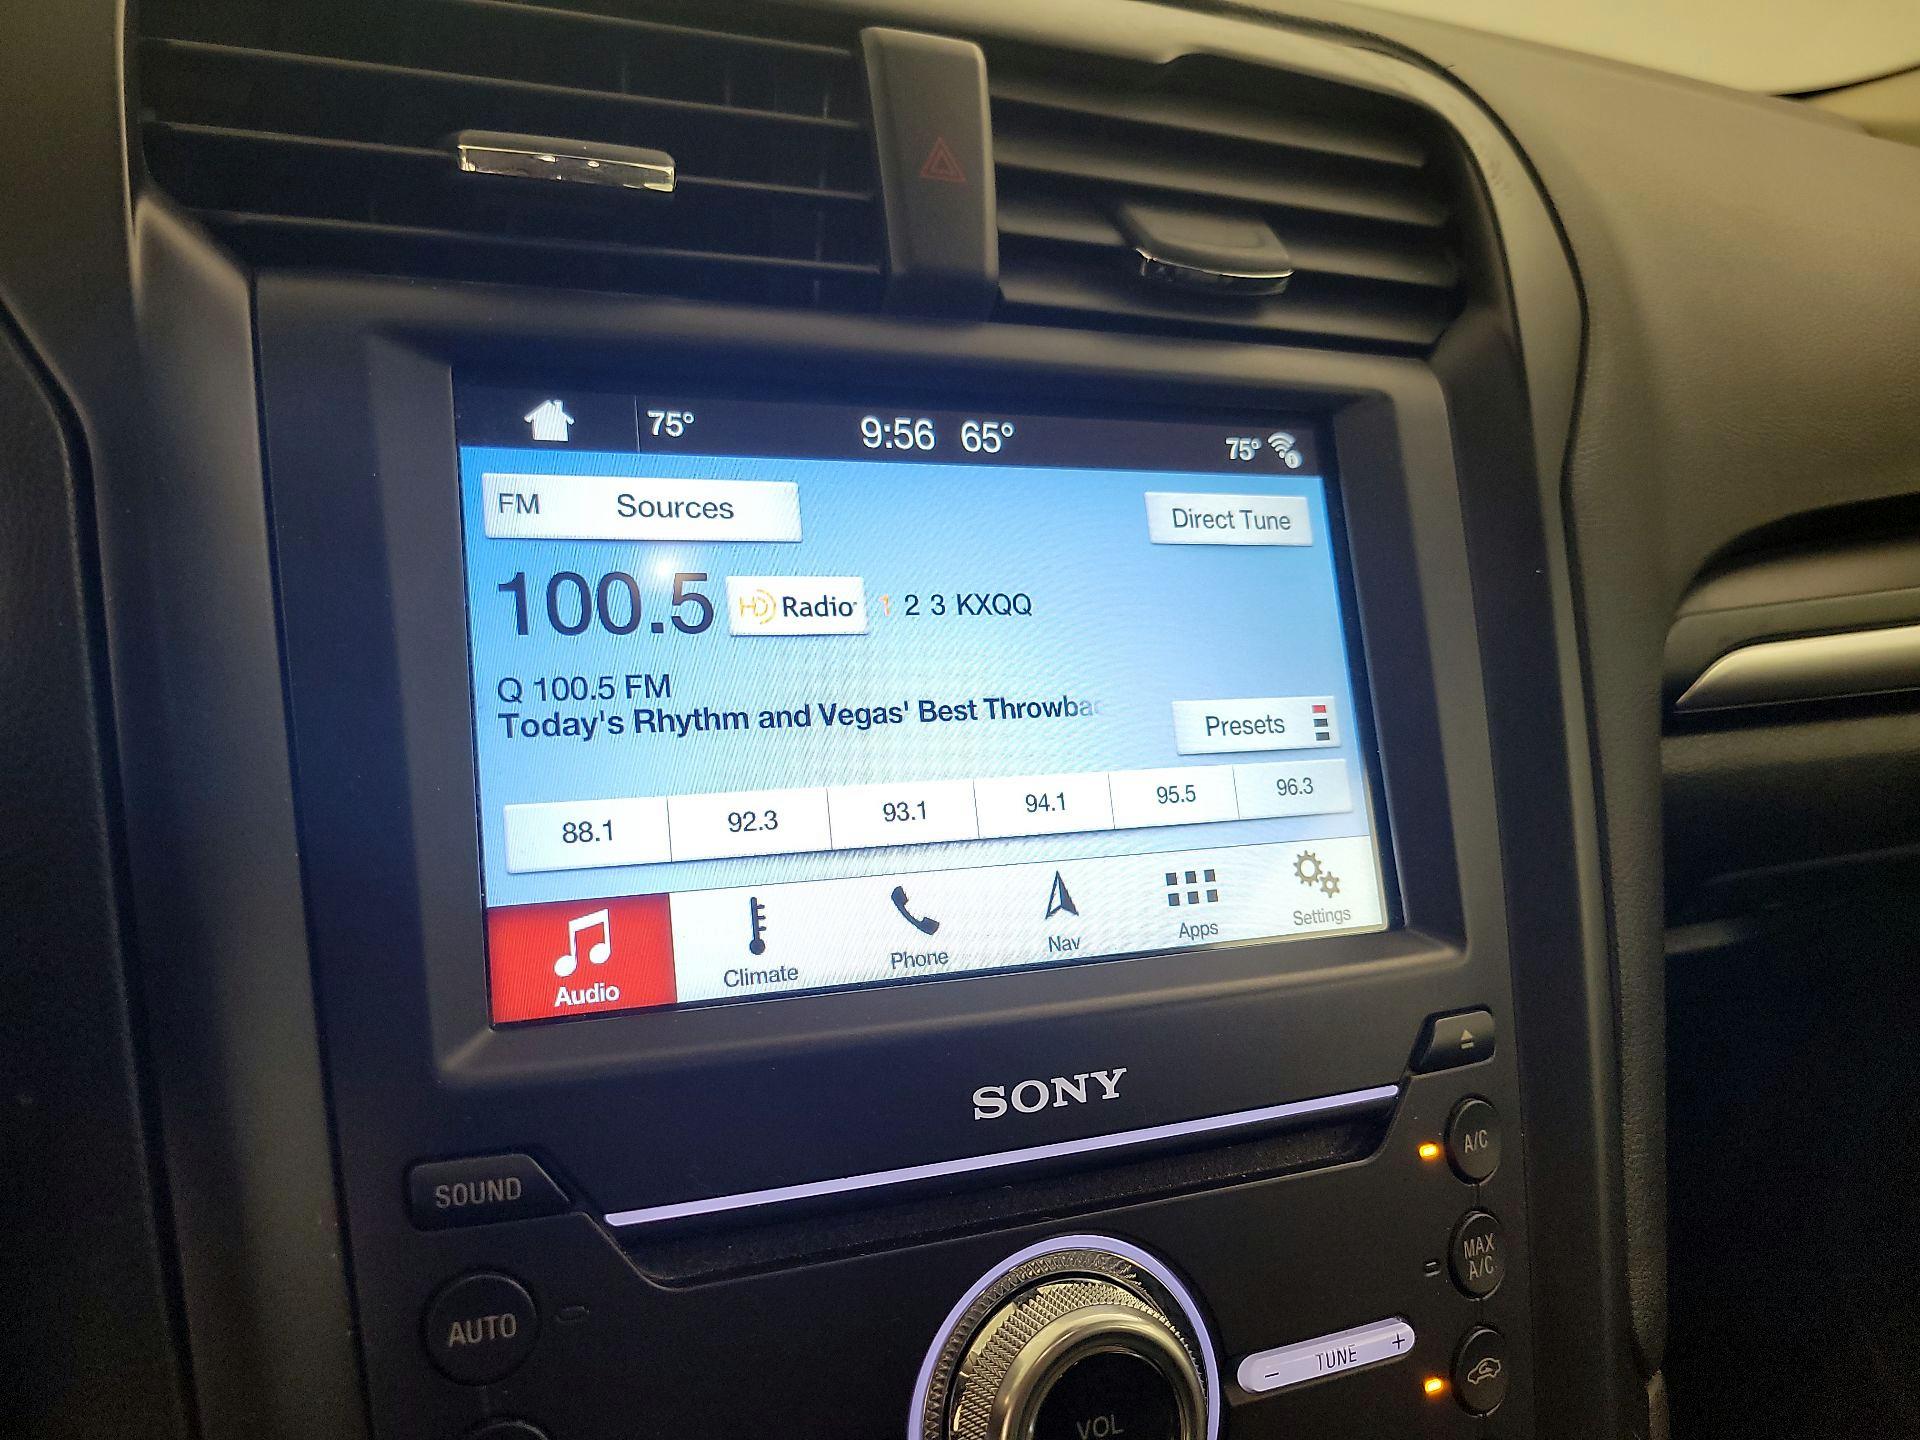 75° 9:56 65° 75°
FM Sources Direct Tune
100.5 HD Radio 1 2 3 KXQQ
Q 100.5 FM
Today's Rhythm and Vegas' Best Throwbac
Presets
88.1 92.3 93.1 94.1 95.5 96.3
Audio Climate Phone Nav Apps Settings
SONY
A/C
SOUND
MAX A/C
AUTO
- TUNE +
VOL